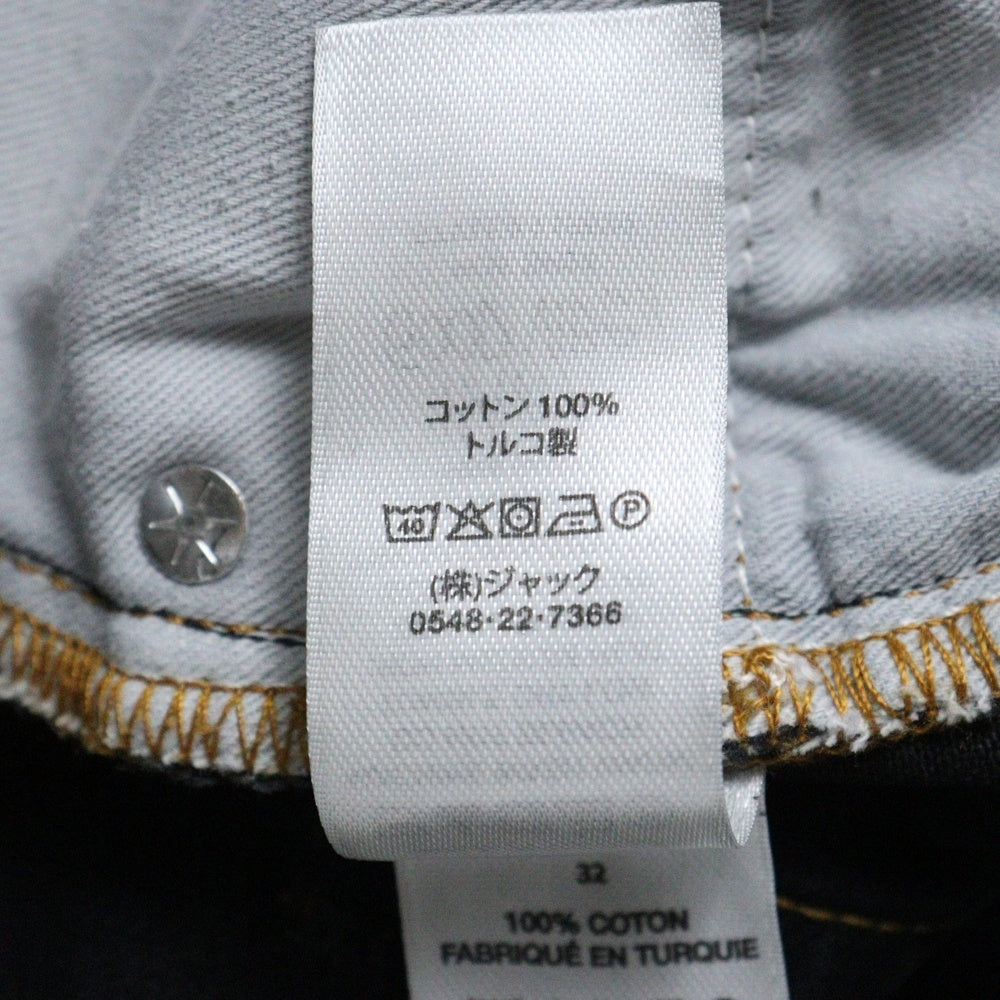 コットン 100%
トルコ製
40 P
(株)ジャック
0548・22・7366
32
100% COTON
FABRIQUÉ EN TURQUIE